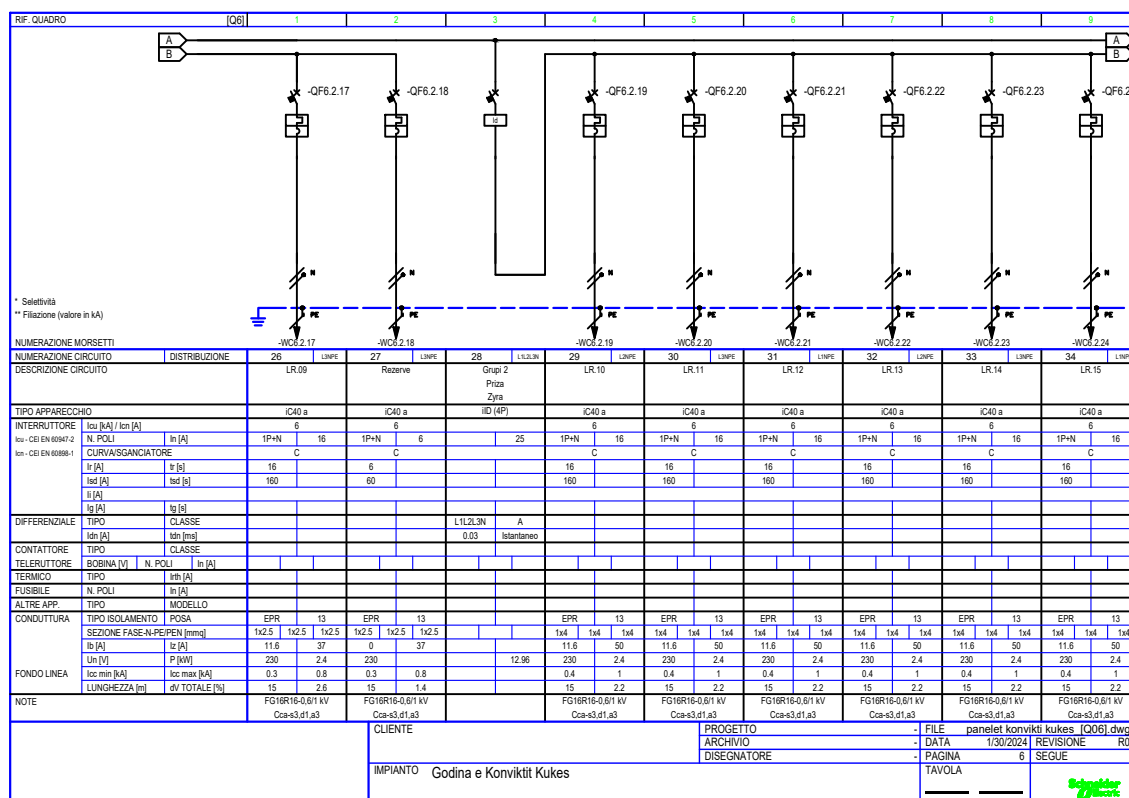 RIF. QUADRO [Q6] 1 2 3 4 5 6 7 8 9
A A
B B
-QF6.2.17 -QF6.2.18 -QF6.2.19 -QF6.2.20 -QF6.2.21 -QF6.2.22 -QF6.2.23 -QF6.2
Id
N N N N N N N N
* Selettività
** Filiazione (valore in kA)
PE PE PE PE PE PE PE PE
NUMERAZIONE MORSETTI -WC6.2.17 -WC6.2.18 -WC6.2.19 -WC6.2.20 -WC6.2.21 -WC6.2.22 -WC6.2.23 -WC6.2.24
NUMERAZIONE CIRCUITO DISTRIBUZIONE 26 L3NPE 27 L3NPE 28 L1L2L3N 29 L2NPE 30 L3NPE 31 L1NPE 32 L2NPE 33 L3NPE 34 L1NPE
DESCRIZIONE CIRCUITO LR.09 Rezerve Grupi 2 LR.10 LR.11 LR.12 LR.13 LR.14 LR.15
Priza
Zyra
TIPO APPARECCHIO iC40 a iC40 a iID (4P) iC40 a iC40 a iC40 a iC40 a iC40 a iC40 a
INTERRUTTORE Icu [kA] / Icn [A] 6 6 6 6 6 6 6 6
Icu - CEI EN 60947-2 N. POLI In [A] 1P+N 16 1P+N 6 25 1P+N 16 1P+N 16 1P+N 16 1P+N 16 1P+N 16 1P+N 16
Icn - CEI EN 60898-1 CURVA/SGANCIATORE C C C C C C C C
Ir [A] tr [s] 16 6 16 16 16 16 16 16
Isd [A] tsd [s] 160 60 160 160 160 160 160 160
Ii [A]
Ig [A] tg [s]
DIFFERENZIALE TIPO CLASSE L1L2L3N A
Idn [A] tdn [ms] 0.03 Istantaneo
CONTATTORE TIPO CLASSE
TELERUTTORE BOBINA [V] N. POLI In [A]
TERMICO TIPO Irth [A]
FUSIBILE N. POLI In [A]
ALTRE APP. TIPO MODELLO
CONDUTTURA TIPO ISOLAMENTO POSA EPR 13 EPR 13 EPR 13 EPR 13 EPR 13 EPR 13 EPR 13 EPR 13
SEZIONE FASE-N-PE/PEN [mmq] 1x2.5 1x2.5 1x2.5 1x2.5 1x2.5 1x2.5 1x4 1x4 1x4 1x4 1x4 1x4 1x4 1x4 1x4 1x4 1x4 1x4 1x4 1x4 1x4 1x4 1x4 1x4
Ib [A] Iz [A] 11.6 37 0 37 11.6 50 11.6 50 11.6 50 11.6 50 11.6 50 11.6 50
Un [V] P [kW] 230 2.4 230 12.96 230 2.4 230 2.4 230 2.4 230 2.4 230 2.4 230 2.4
FONDO LINEA Icc min [kA] Icc max [kA] 0.3 0.8 0.3 0.8 0.4 1 0.4 1 0.4 1 0.4 1 0.4 1 0.4 1
LUNGHEZZA [m] dV TOTALE [%] 15 2.6 15 1.4 15 2.2 15 2.2 15 2.2 15 2.2 15 2.2 15 2.2
NOTE FG16R16-0,6/1 kV FG16R16-0,6/1 kV FG16R16-0,6/1 kV FG16R16-0,6/1 kV FG16R16-0,6/1 kV FG16R16-0,6/1 kV FG16R16-0,6/1 kV FG16R16-0,6/1 kV
Cca-s3,d1,a3 Cca-s3,d1,a3 Cca-s3,d1,a3 Cca-s3,d1,a3 Cca-s3,d1,a3 Cca-s3,d1,a3 Cca-s3,d1,a3 Cca-s3,d1,a3
CLIENTE PROGETTO - FILE panelet konvikti kukes_[Q06].dwg
ARCHIVIO - DATA 1/30/2024 REVISIONE R0
DISEGNATORE - PAGINA 6 SEGUE
IMPIANTO Godina e Konviktit Kukes TAVOLA
Schneider
Electric